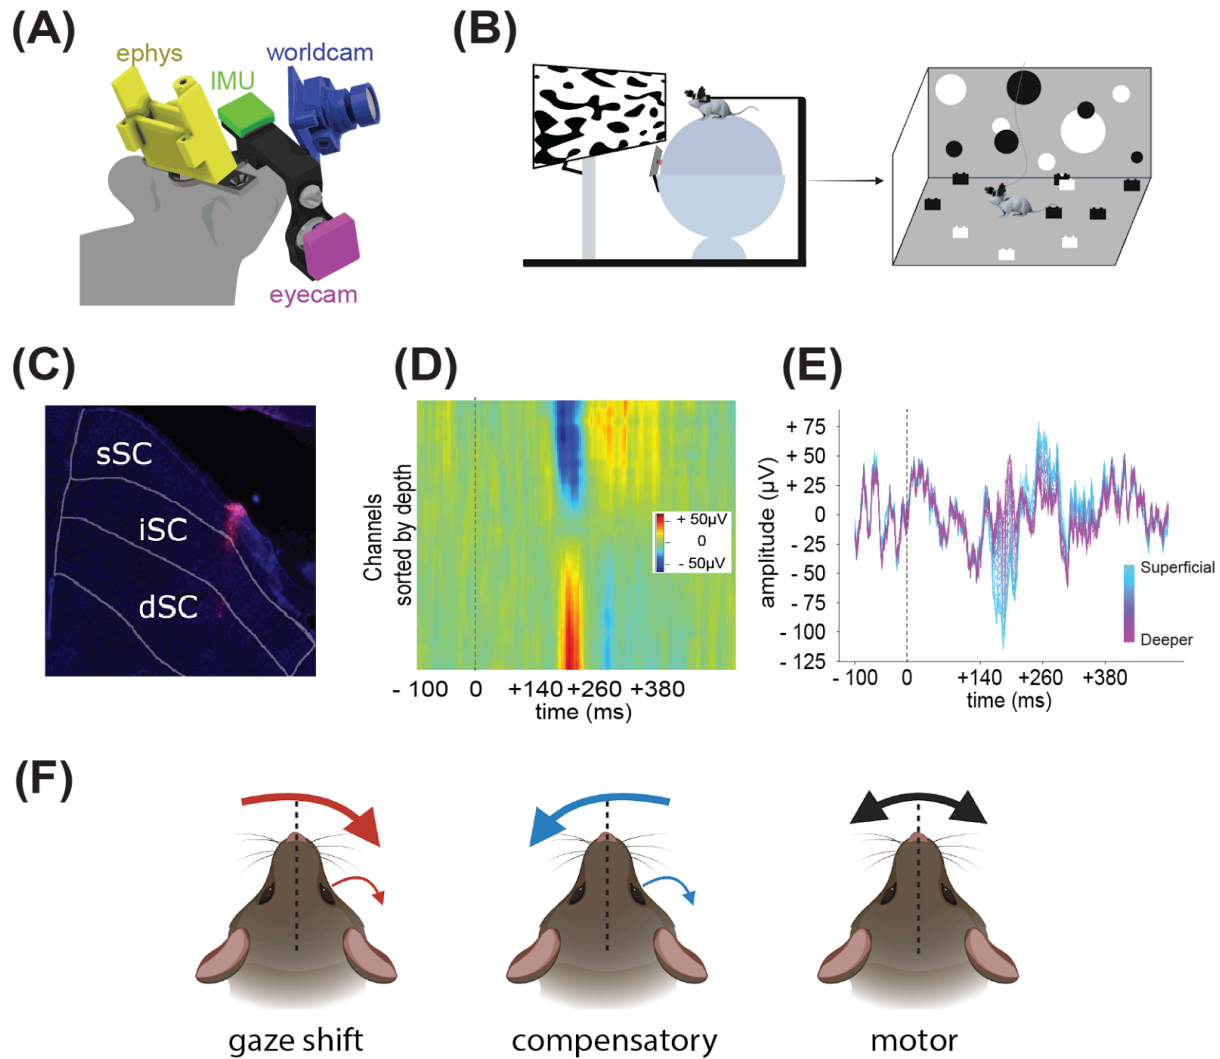 (A)
ephys
IMU
worldcam
eyecam
(B)
(C)
sSC
iSC
dSC
(D)
Channels
sorted by depth
+ 50µV
0
- 50µV
- 100 0 +140 +260 +380
time (ms)
(E)
amplitude (µV)
+ 75
+ 50
+ 25
0
- 25
- 50
- 75
- 100
- 125
Superficial
Deeper
- 100 0 +140 +260 +380
time (ms)
(F)
gaze shift
compensatory
motor